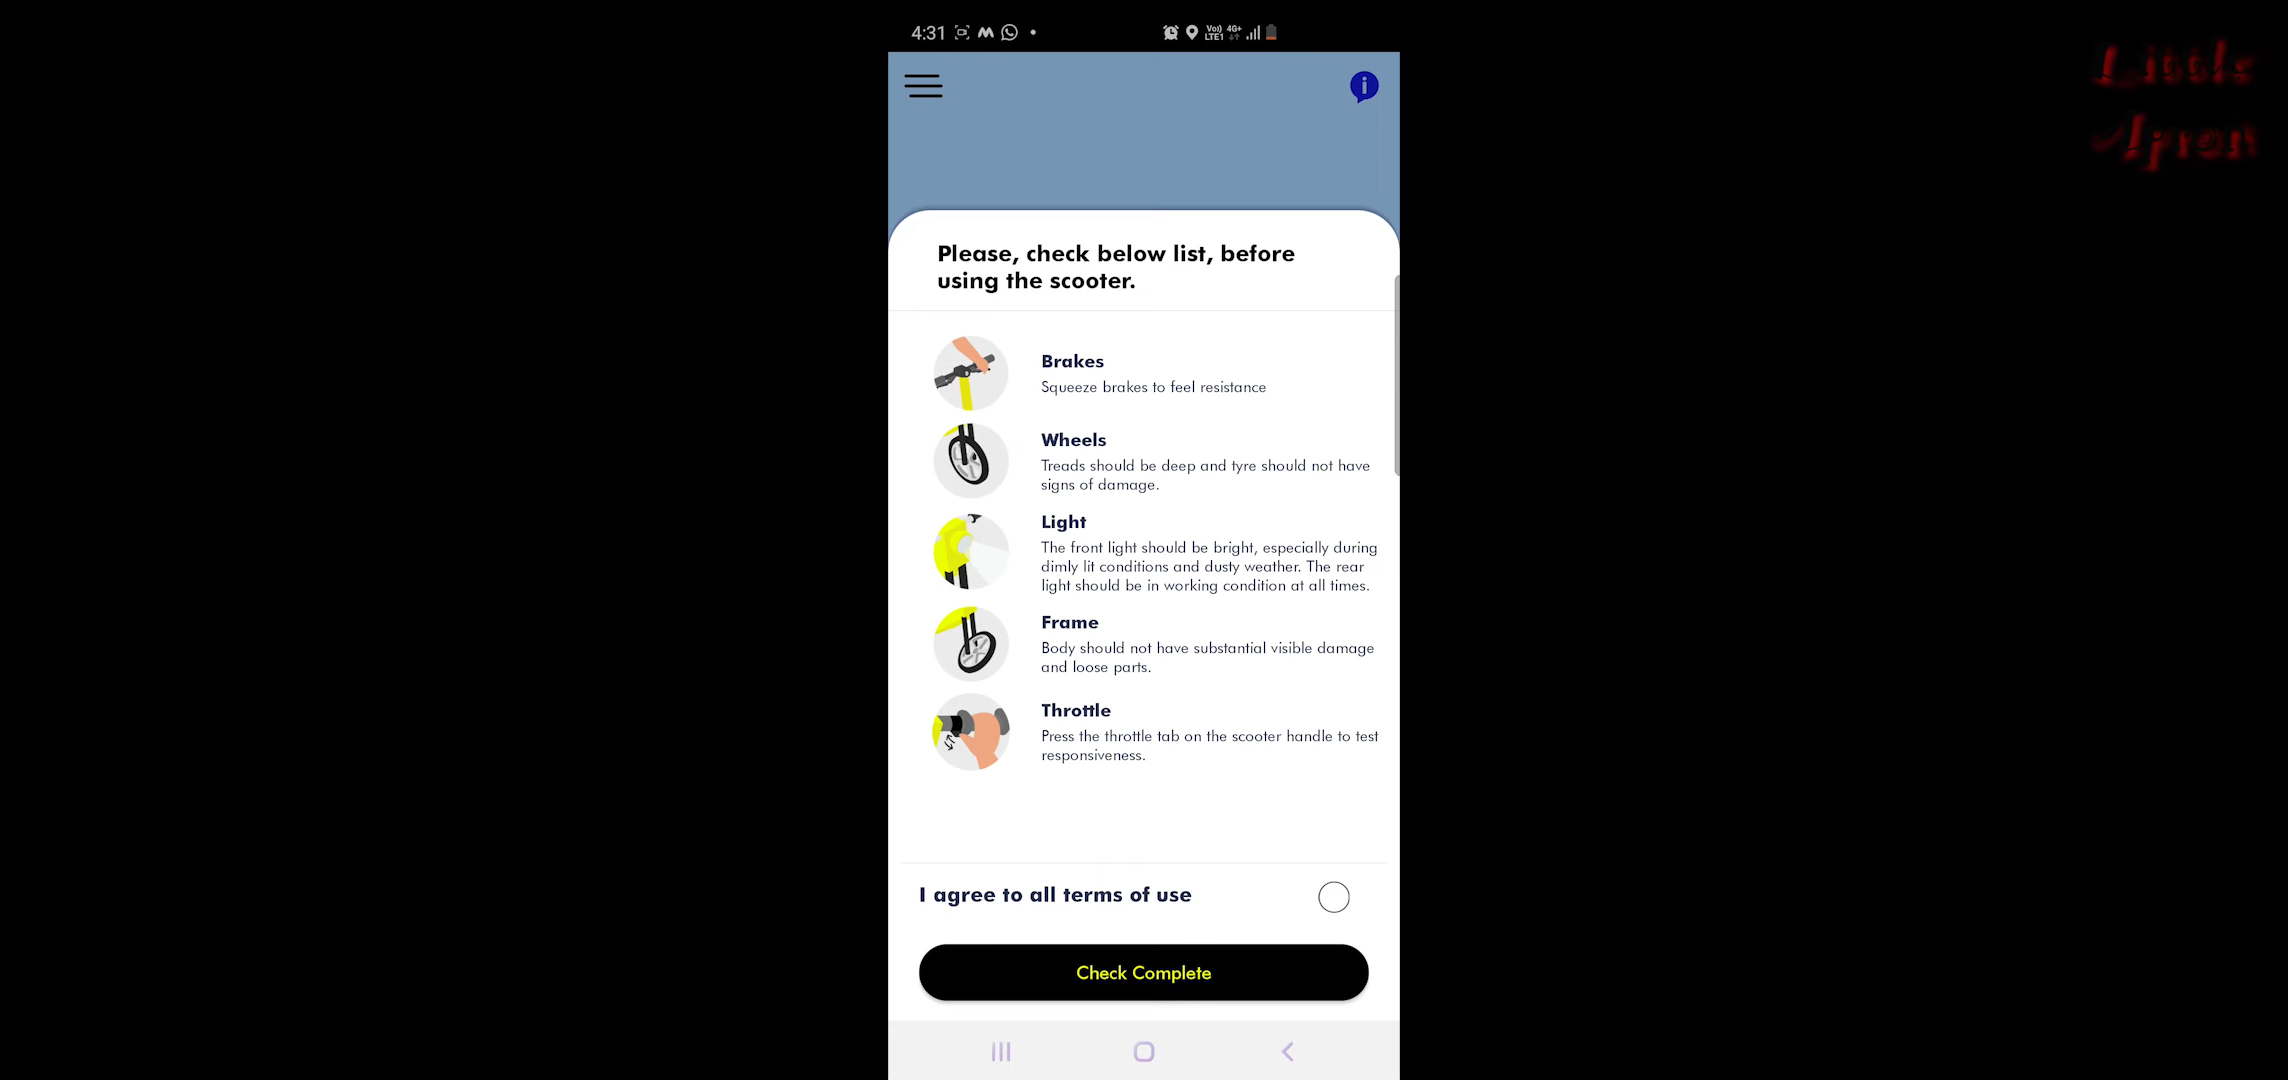 4:31
Vo) 4G+
LTE1
Little
Apron
Please, check below list, before
using the scooter.
Brakes
Squeeze brakes to feel resistance
Wheels
Treads should be deep and tyre should not have
signs of damage.
Light
The front light should be bright, especially during
dimly lit conditions and dusty weather. The rear
light should be in working condition at all times.
Frame
Body should not have substantial visible damage
and loose parts.
Throttle
Press the throttle tab on the scooter handle to test
responsiveness.
I agree to all terms of use
Check Complete